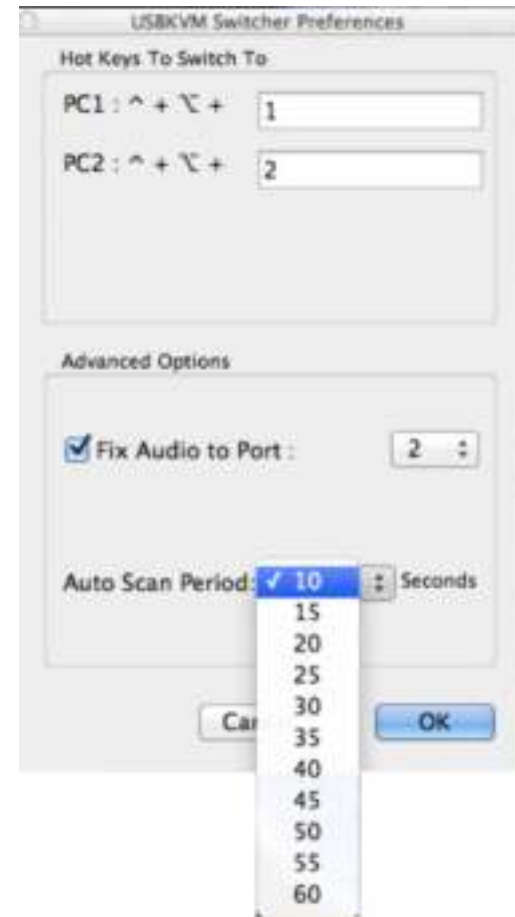 USBKVM Switcher Preferences
Hot Keys To Switch To
PC1 : ^ + ⌥ + 1
PC2 : ^ + ⌥ + 2
Advanced Options
Fix Audio to Port : 2
Auto Scan Period: ✓ 10 Seconds
15
20
25
30
Ca OK
35
40
45
50
55
60